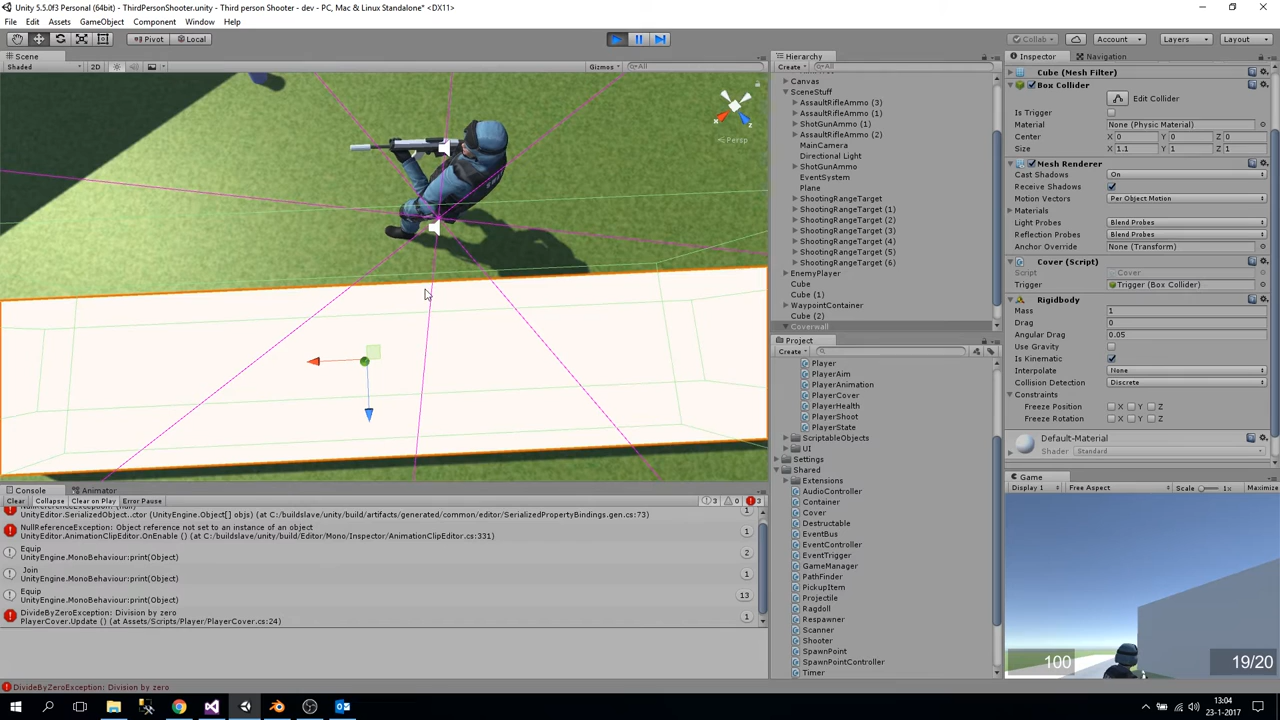 Unity 5.5.0f3 Personal (64bit) - ThirdPersonShooter.unity - Third person Shooter - dev - PC, Mac & Linux Standalone* <DX11>
File Edit Assets GameObject Component Window Help
Pivot Local Collab Account Layers Layout
Scene
Shaded 2D Gizmos All
x z
Persp
Hierarchy
Create All
Canvas
SceneStuff
AssaultRifleAmmo (3)
AssaultRifleAmmo (1)
ShotGunAmmo (1)
AssaultRifleAmmo (2)
MainCamera
Directional Light
ShotGunAmmo
EventSystem
Plane
ShootingRangeTarget
ShootingRangeTarget (1)
ShootingRangeTarget (2)
ShootingRangeTarget (3)
ShootingRangeTarget (4)
ShootingRangeTarget (5)
ShootingRangeTarget (6)
EnemyPlayer
Cube
Cube (1)
WaypointContainer
Cube (2)
Coverwall
Project
Create
Player
PlayerAim
PlayerAnimation
PlayerCover
PlayerHealth
PlayerShoot
PlayerState
ScriptableObjects
UI
Settings
Shared
Extensions
AudioController
Container
Cover
Destructable
EventBus
EventController
EventTrigger
GameManager
PathFinder
PickupItem
Projectile
Ragdoll
Respawner
Scanner
Shooter
SpawnPoint
SpawnPointController
Timer
Inspector Navigation
Cube (Mesh Filter)
Box Collider
Edit Collider
Is Trigger
Material None (Physic Material)
Center X 0 Y 0 Z 0
Size X 1.1 Y 1 Z 1
Mesh Renderer
Cast Shadows On
Receive Shadows
Motion Vectors Per Object Motion
Materials
Light Probes Blend Probes
Reflection Probes Blend Probes
Anchor Override None (Transform)
Cover (Script)
Script Cover
Trigger Trigger (Box Collider)
Rigidbody
Mass 1
Drag 0
Angular Drag 0.05
Use Gravity
Is Kinematic
Interpolate None
Collision Detection Discrete
Constraints
Freeze Position X Y Z
Freeze Rotation X Y Z
Default-Material
Shader Standard
Game
Display 1 Free Aspect Scale 1x Maximize
100 19/20
Console Animator
Clear Collapse Clear on Play Error Pause 3 0 3
UnityEditor.SerializedObject..ctor (UnityEngine.Object[] objs) (at C:/buildslave/unity/build/artifacts/generated/common/editor/SerializedPropertyBindings.gen.cs:73) 1
NullReferenceException: Object reference not set to an instance of an object
UnityEditor.AnimationClipEditor.OnEnable () (at C:/buildslave/unity/build/Editor/Mono/Inspector/AnimationClipEditor.cs:331) 1
Equip
UnityEngine.MonoBehaviour:print(Object) 2
Join
UnityEngine.MonoBehaviour:print(Object) 1
Equip
UnityEngine.MonoBehaviour:print(Object) 13
DivideByZeroException: Division by zero
PlayerCover.Update () (at Assets/Scripts/Player/PlayerCover.cs:24) 1
DivideByZeroException: Division by zero
13:04
23-1-2017